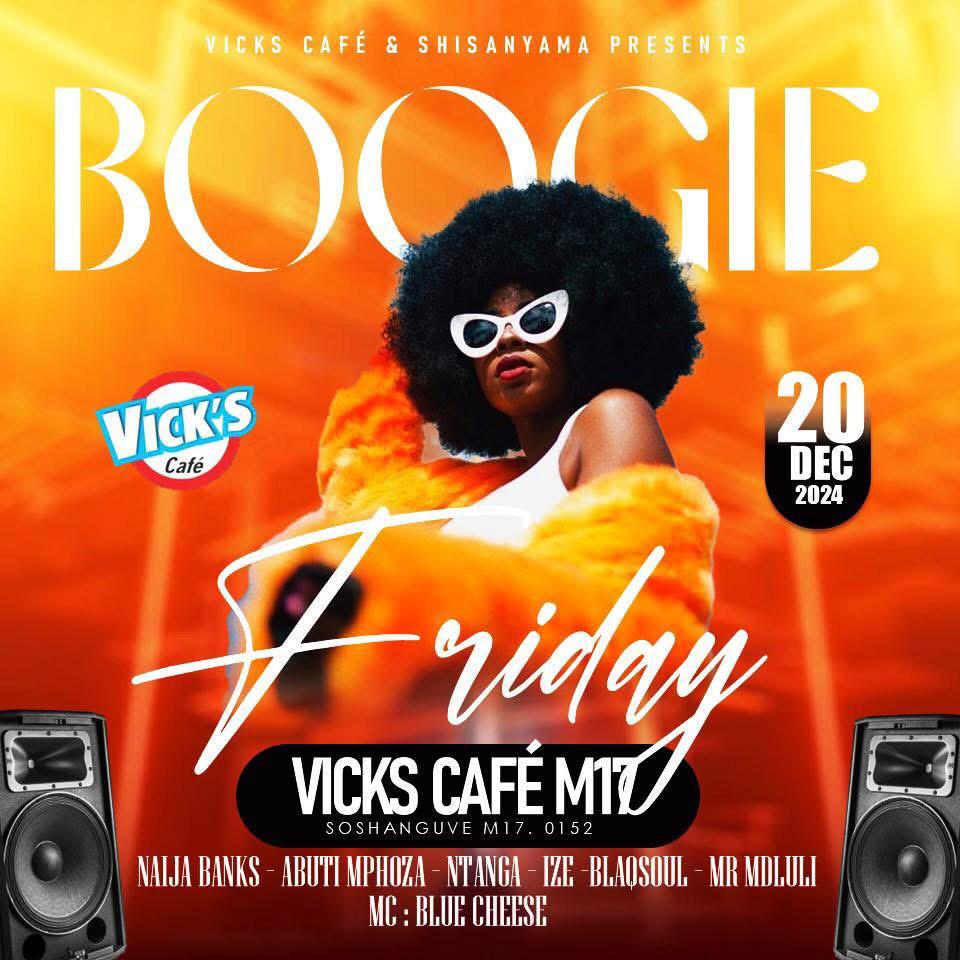 VICKS CAFÉ & SHISANYAMA PRESENTS
BOOGIE
VICK'S
Café
20
DEC
2024
Friday
VICKS CAFÉ M17
SOSHANGUVE M17. 0152
NAIJA BANKS - ABUTI MPHOZA - NTANGA - IZE -BLAQSOUL - MR MDLULI
MC : BLUE CHEESE